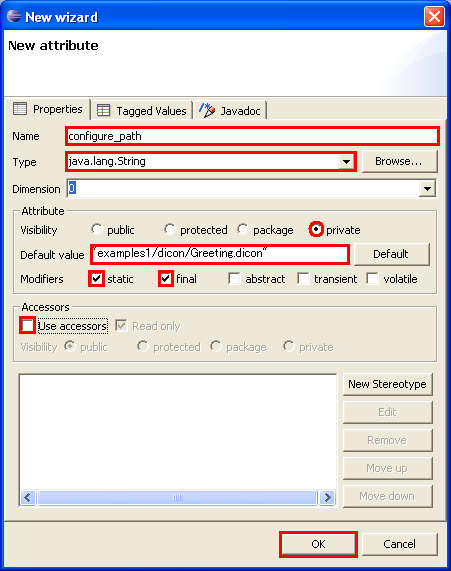 New wizard
New attribute
Properties Tagged Values Javadoc
Name configure_path
Type java.lang.String Browse...
Dimension 0
Attribute
Visibility public protected package private
Default value "examples1/dicon/Greeting.dicon" Default
Modifiers static final abstract transient volatile
Accessors
Use accessors Read only
Visibility public protected package private
New Stereotype
Edit
Remove
Move up
Move down
OK Cancel